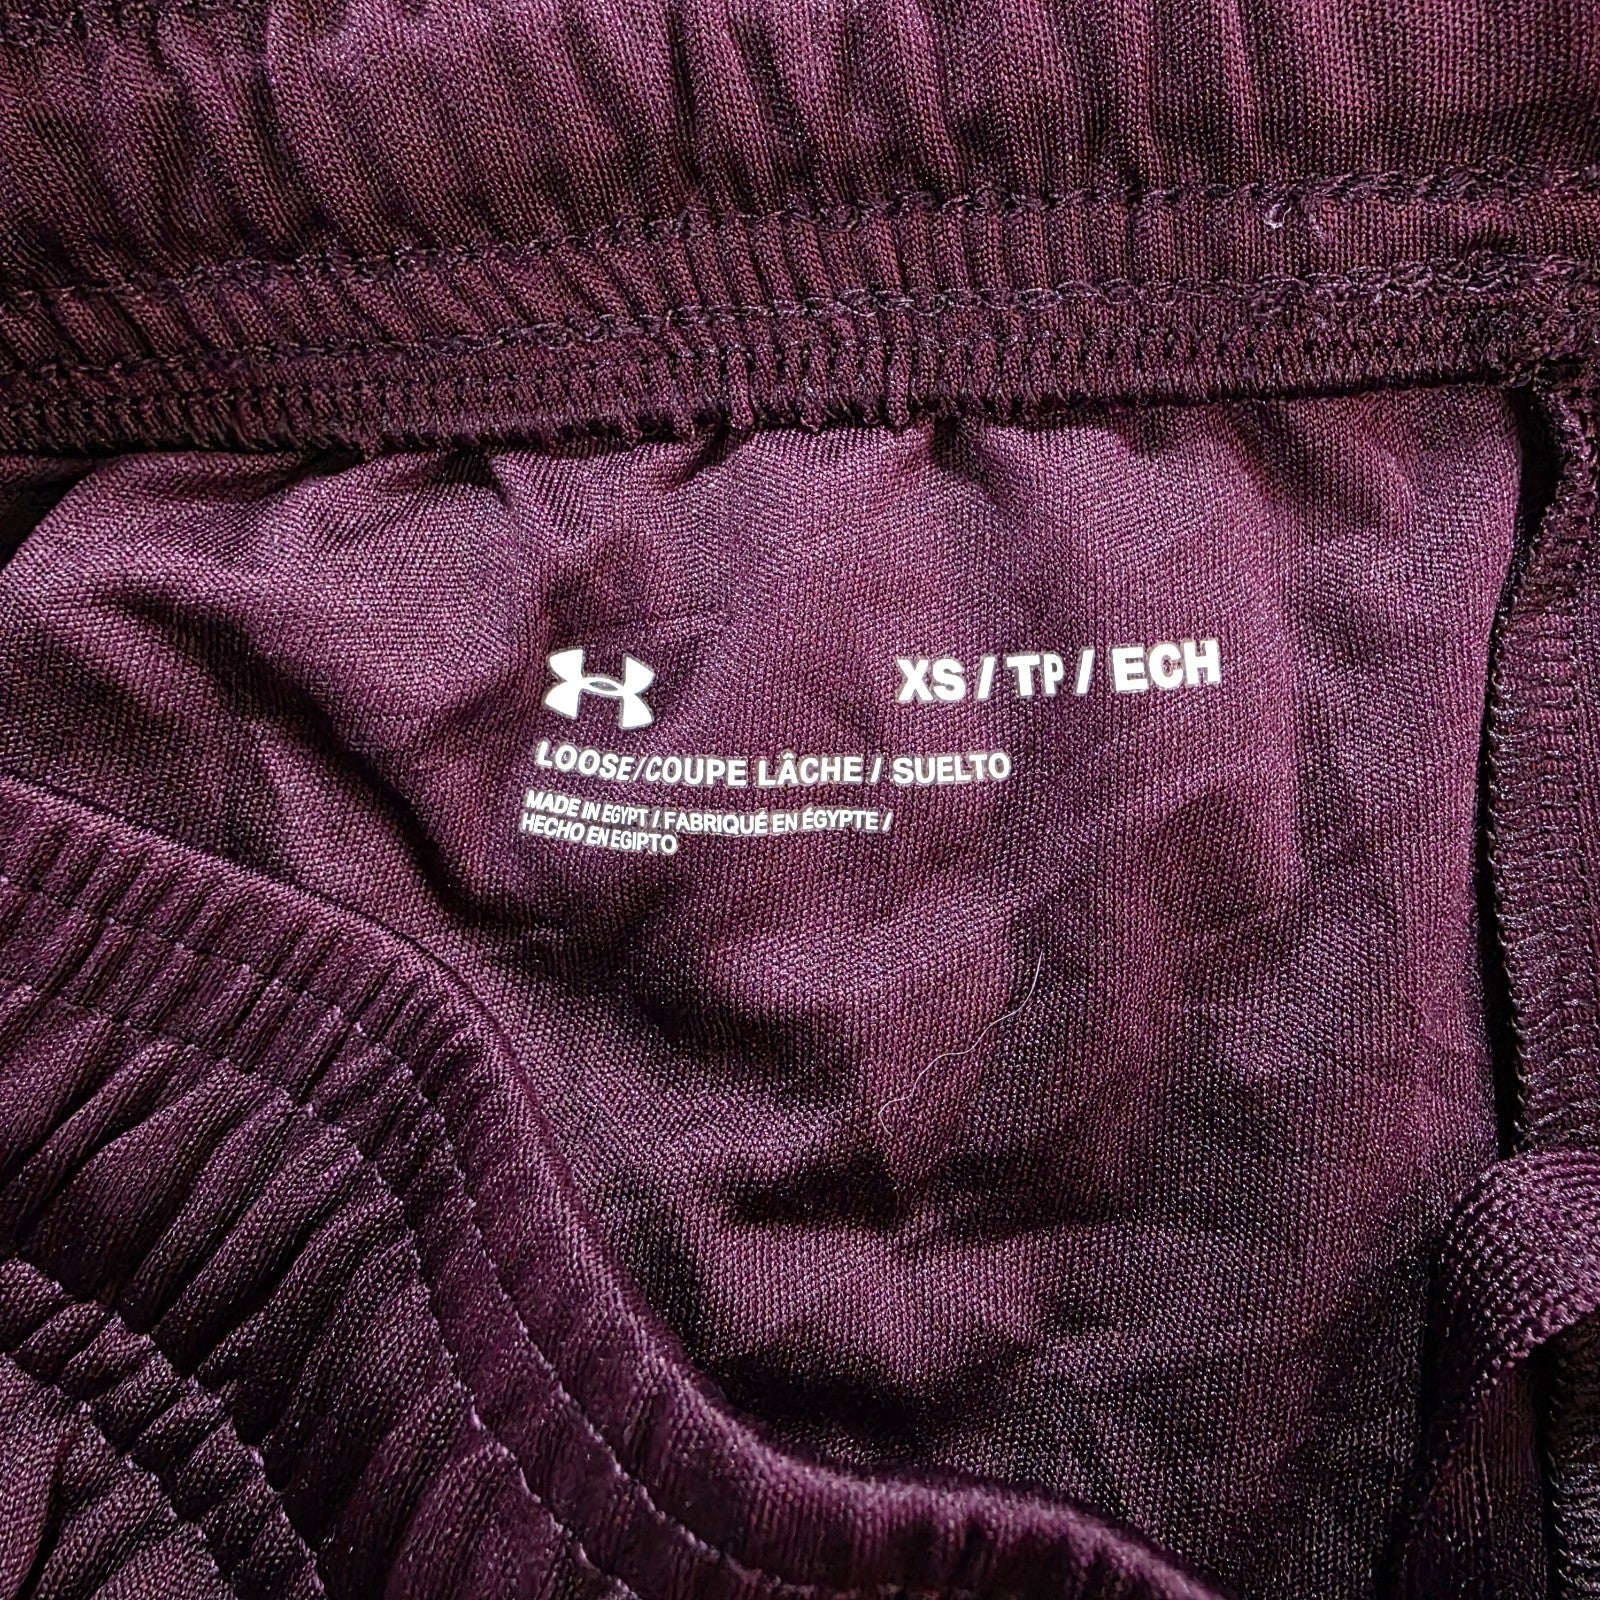 XS / TP / ECH
LOOSE/COUPE LÂCHE / SUELTO
MADE IN EGYPT / FABRIQUÉ EN ÉGYPTE /
HECHO EN EGIPTO